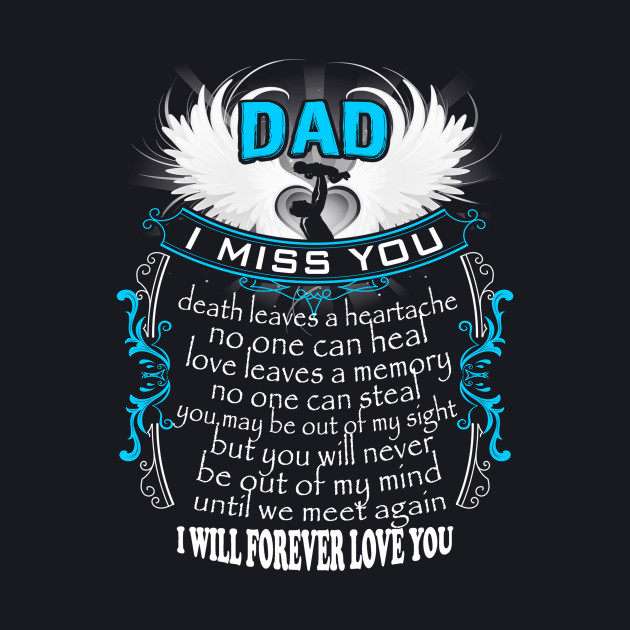 DAD
I MISS YOU
death leaves a heartache
no one can heal
love leaves a memory
no one can steal
you may be out of my sight
but you will never
be out of my mind
until we meet again
I WILL FOREVER LOVE YOU